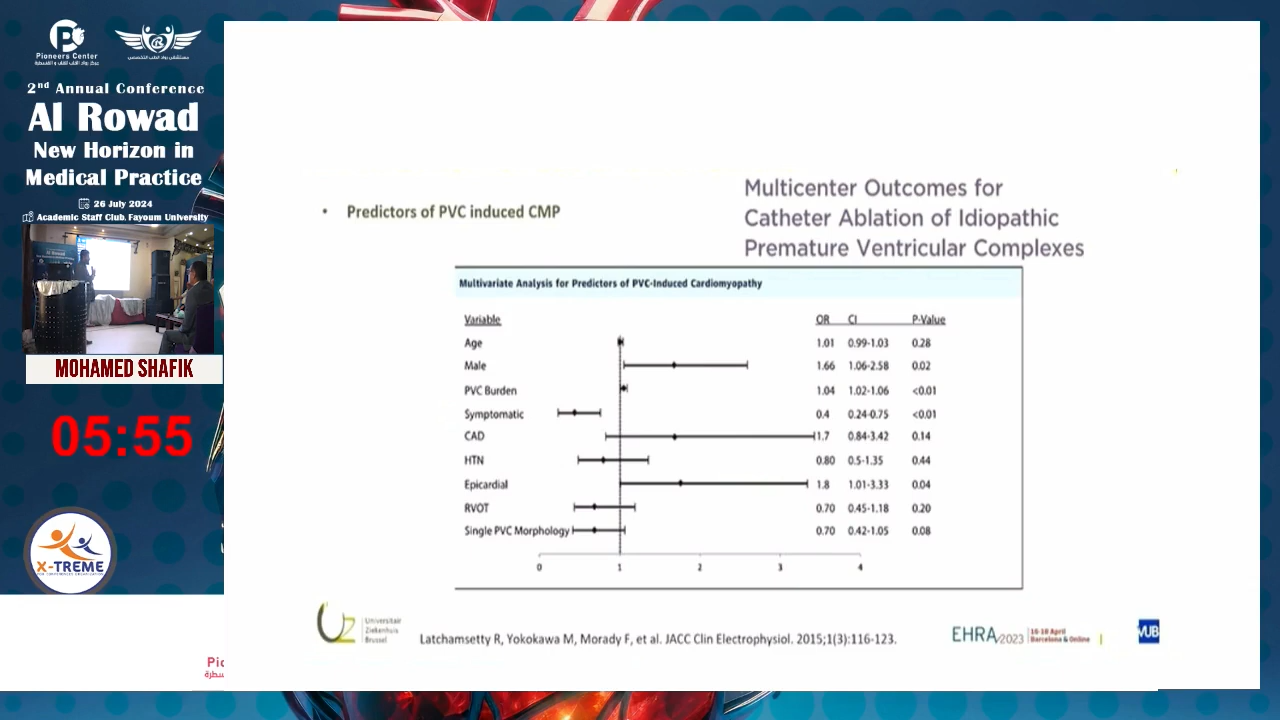 Pioneers Center
2nd Annual Conference
Al Rowad
New Horizon in
Medical Practice
26 July 2024
Academic Staff Club, Fayoum University
MOHAMED SHAFIK
05:55
X-TREME
Multicenter Outcomes for
Catheter Ablation of Idiopathic
Premature Ventricular Complexes
• Predictors of PVC induced CMP
Multivariate Analysis for Predictors of PVC-Induced Cardiomyopathy
Variable OR CI P-Value
Age 1.01 0.99-1.03 0.28
Male 1.66 1.06-2.58 0.02
PVC Burden 1.04 1.02-1.06 <0.01
Symptomatic 0.4 0.24-0.75 <0.01
CAD 1.7 0.84-3.42 0.14
HTN 0.80 0.5-1.35 0.44
Epicardial 1.8 1.01-3.33 0.04
RVOT 0.70 0.45-1.18 0.20
Single PVC Morphology 0.70 0.42-1.05 0.08
0 1 2 3 4
Universitair
Ziekenhuis
Brussel
Latchamsetty R, Yokokawa M, Morady F, et al. JACC Clin Electrophysiol. 2015;1(3):116-123.
EHRA/2023
16-18 April
Barcelona & Online
VUB